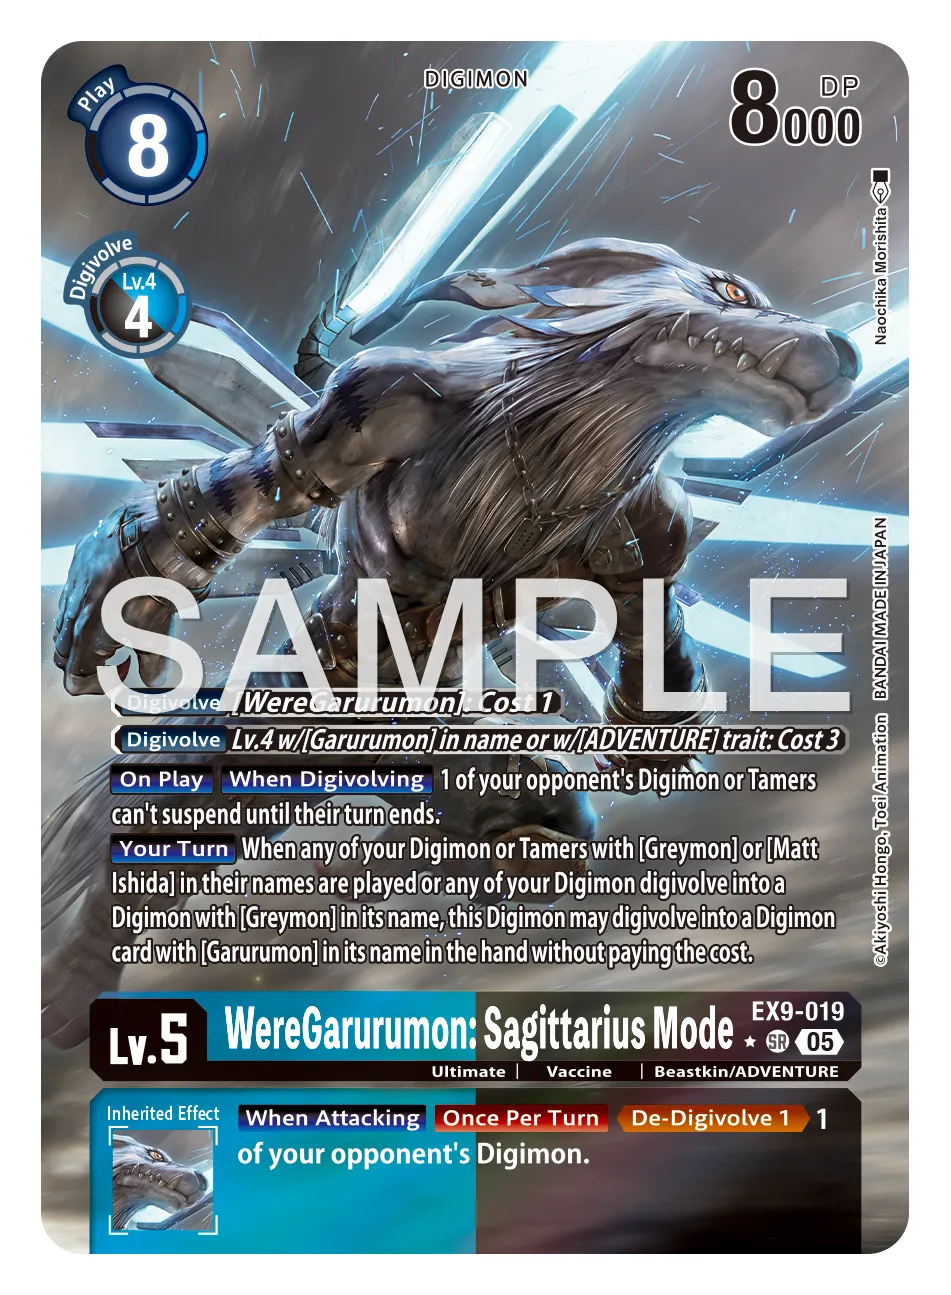 DIGIMON
Play
8
8000
DP
Digivolve
Lv.4
4
Naochika Morishita
SAMPLE
BANDAI MADE IN JAPAN
©Akiyoshi Hongo, Toei Animation
Digivolve [WereGarurumon]: Cost 1
Digivolve Lv.4 w/[Garurumon] in name or w/[ADVENTURE] trait: Cost 3
On Play When Digivolving 1 of your opponent's Digimon or Tamers
can't suspend until their turn ends.
Your Turn When any of your Digimon or Tamers with [Greymon] or [Matt
Ishida] in their names are played or any of your Digimon digivolve into a
Digimon with [Greymon] in its name, this Digimon may digivolve into a Digimon
card with [Garurumon] in its name in the hand without paying the cost.
Lv.5
WereGarurumon: Sagittarius Mode
EX9-019
SR 05
Ultimate | Vaccine | Beastkin/ADVENTURE
Inherited Effect
When Attacking Once Per Turn De-Digivolve 1 1
of your opponent's Digimon.